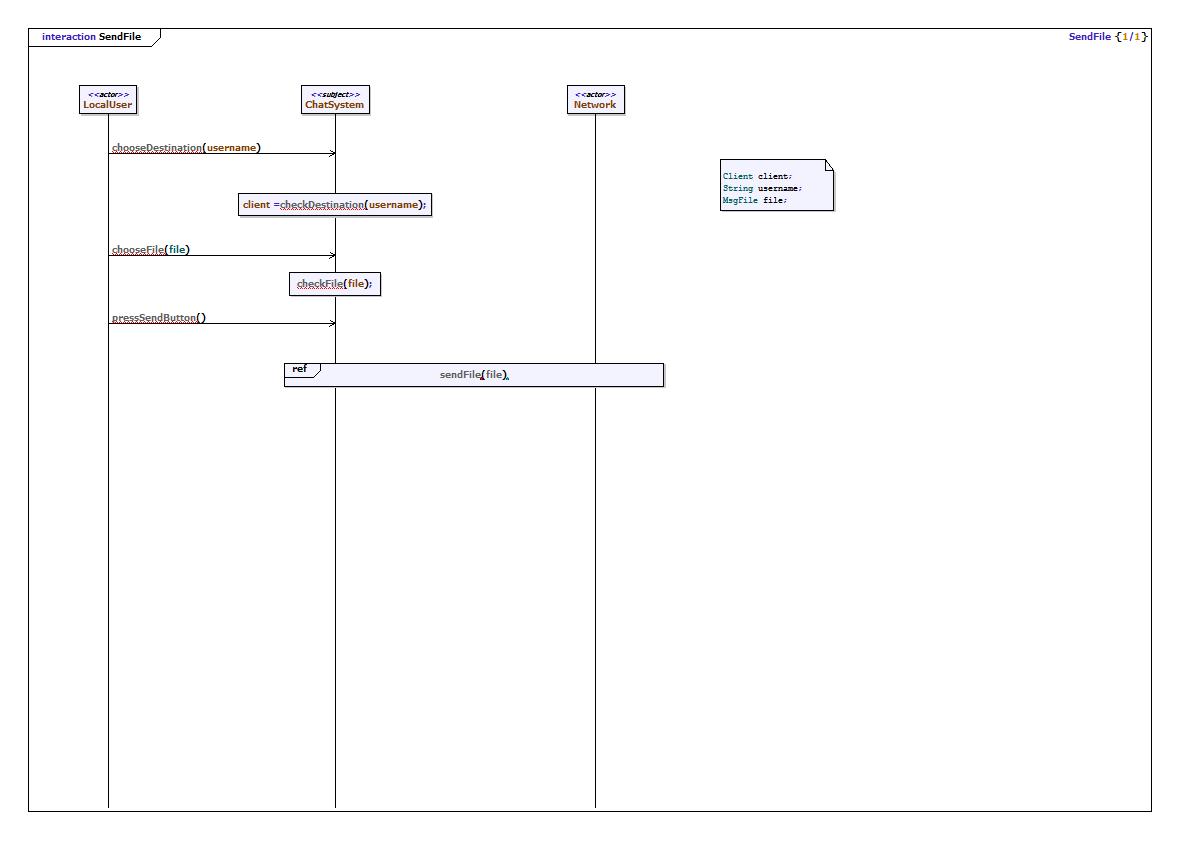 interaction SendFile
SendFile {1/1}
<<actor>>
LocalUser
<<subject>>
ChatSystem
<<actor>>
Network
chooseDestination(username)
Client client;
String username;
MsgFile file;
client =checkDestination(username);
chooseFile(file)
checkFile(file);
pressSendButton()
ref
sendFile(file)